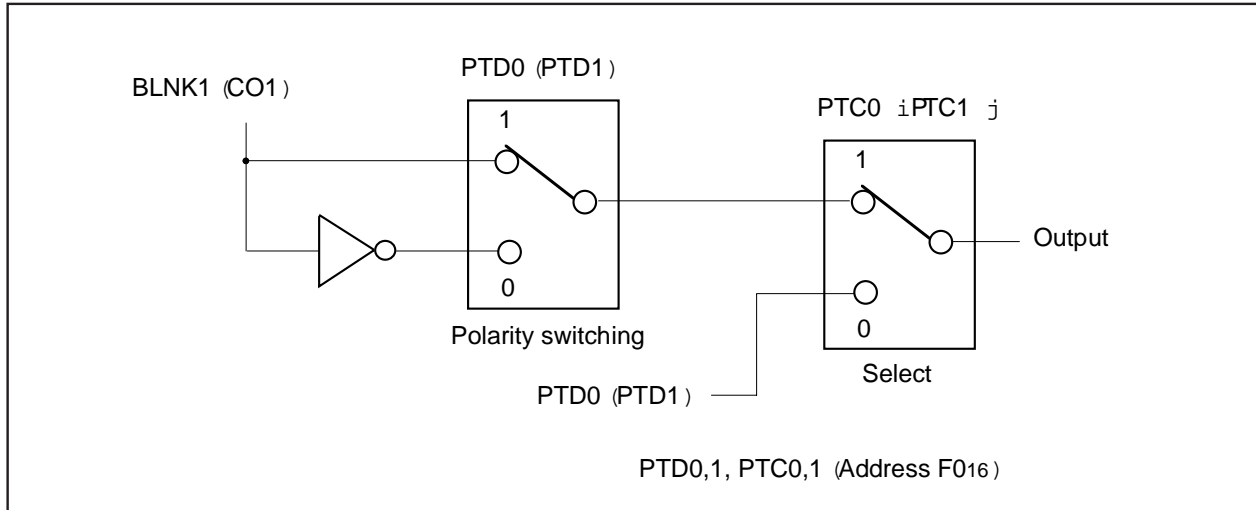 BLNK1 (CO1)
PTD0 (PTD1)
1
0
Polarity switching
PTC0 iPTC1 j
1
0
Select
Output
PTD0 (PTD1)
PTD0,1, PTC0,1 (Address F016)